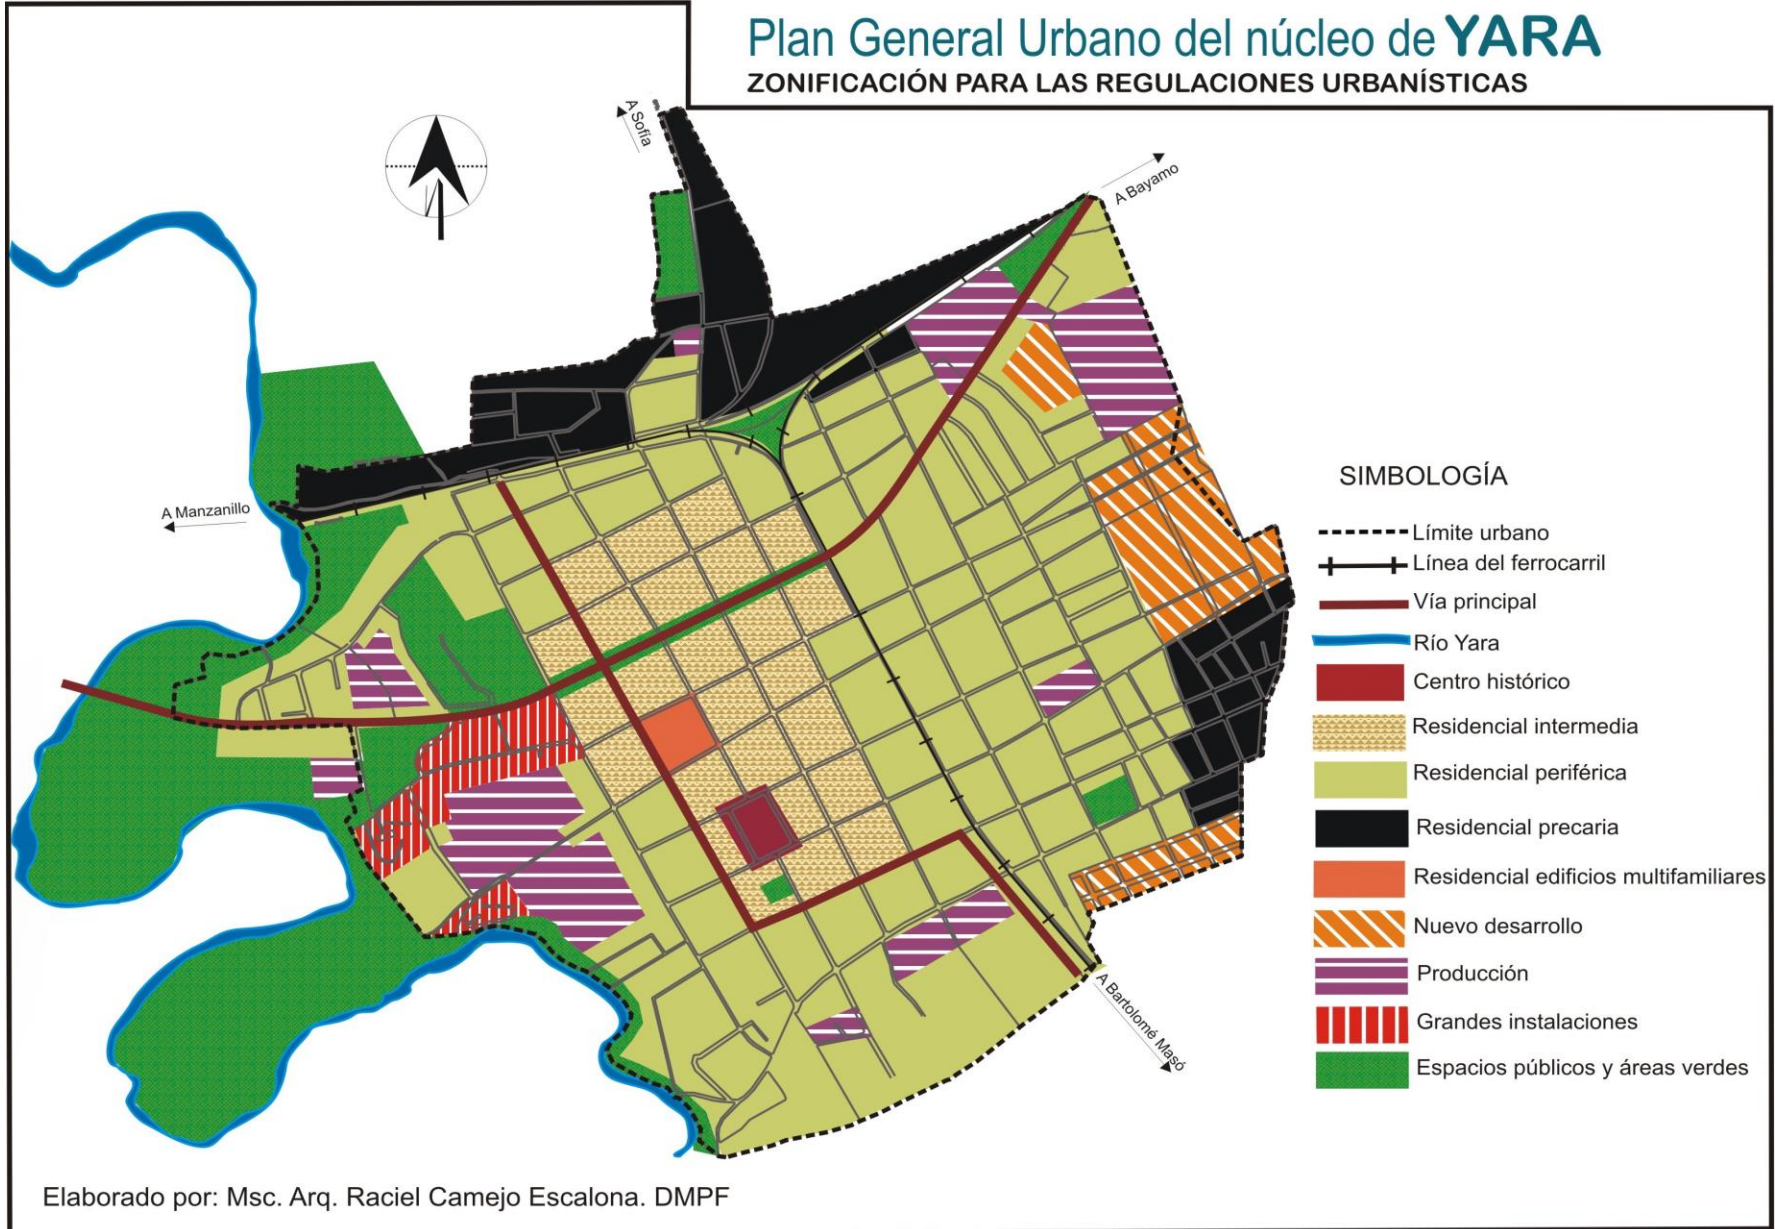 Plan General Urbano del núcleo de YARA
ZONIFICACIÓN PARA LAS REGULACIONES URBANÍSTICAS
A Sofía
A Bayamo
A Manzanillo
A Bartolomé Masó
SIMBOLOGÍA
Límite urbano
Línea del ferrocarril
Vía principal
Río Yara
Centro histórico
Residencial intermedia
Residencial periférica
Residencial precaria
Residencial edificios multifamiliares
Nuevo desarrollo
Producción
Grandes instalaciones
Espacios públicos y áreas verdes
Elaborado por: Msc. Arq. Raciel Camejo Escalona. DMPF